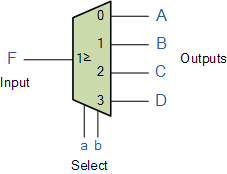 0 A
1 B
F 1≥ Outputs
Input 2 C
3 D
a b
Select